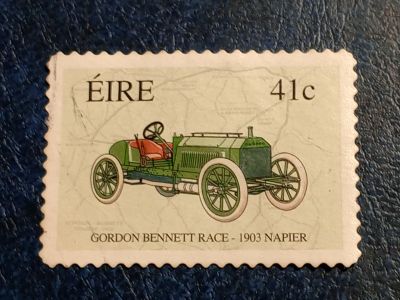 ÉIRE 41c
GORDON BENNETT RACE - 1903 NAPIER